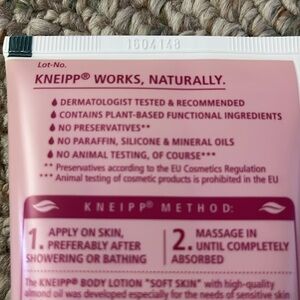 1604148
Lot-No.
KNEIPP® WORKS, NATURALLY.
DERMATOLOGIST TESTED & RECOMMENDED
CONTAINS PLANT-BASED FUNCTIONAL INGREDIENTS
NO PRESERVATIVES**
NO PARAFFIN, SILICONE & MINERAL OILS
NO ANIMAL TESTING, OF COURSE***
** Preservatives according to the EU Cosmetics Regulation
*** Animal testing of cosmetic products is prohibited in the EU
KNEIPP® METHOD:
1. APPLY ON SKIN,
PREFERABLY AFTER
SHOWERING OR BATHING
2. MASSAGE IN
UNTIL COMPLETELY
ABSORBED
The KNEIPP® BODY LOTION "SOFT SKIN" with high-quality
almond oil was developed especially for the needs of sensitive skin